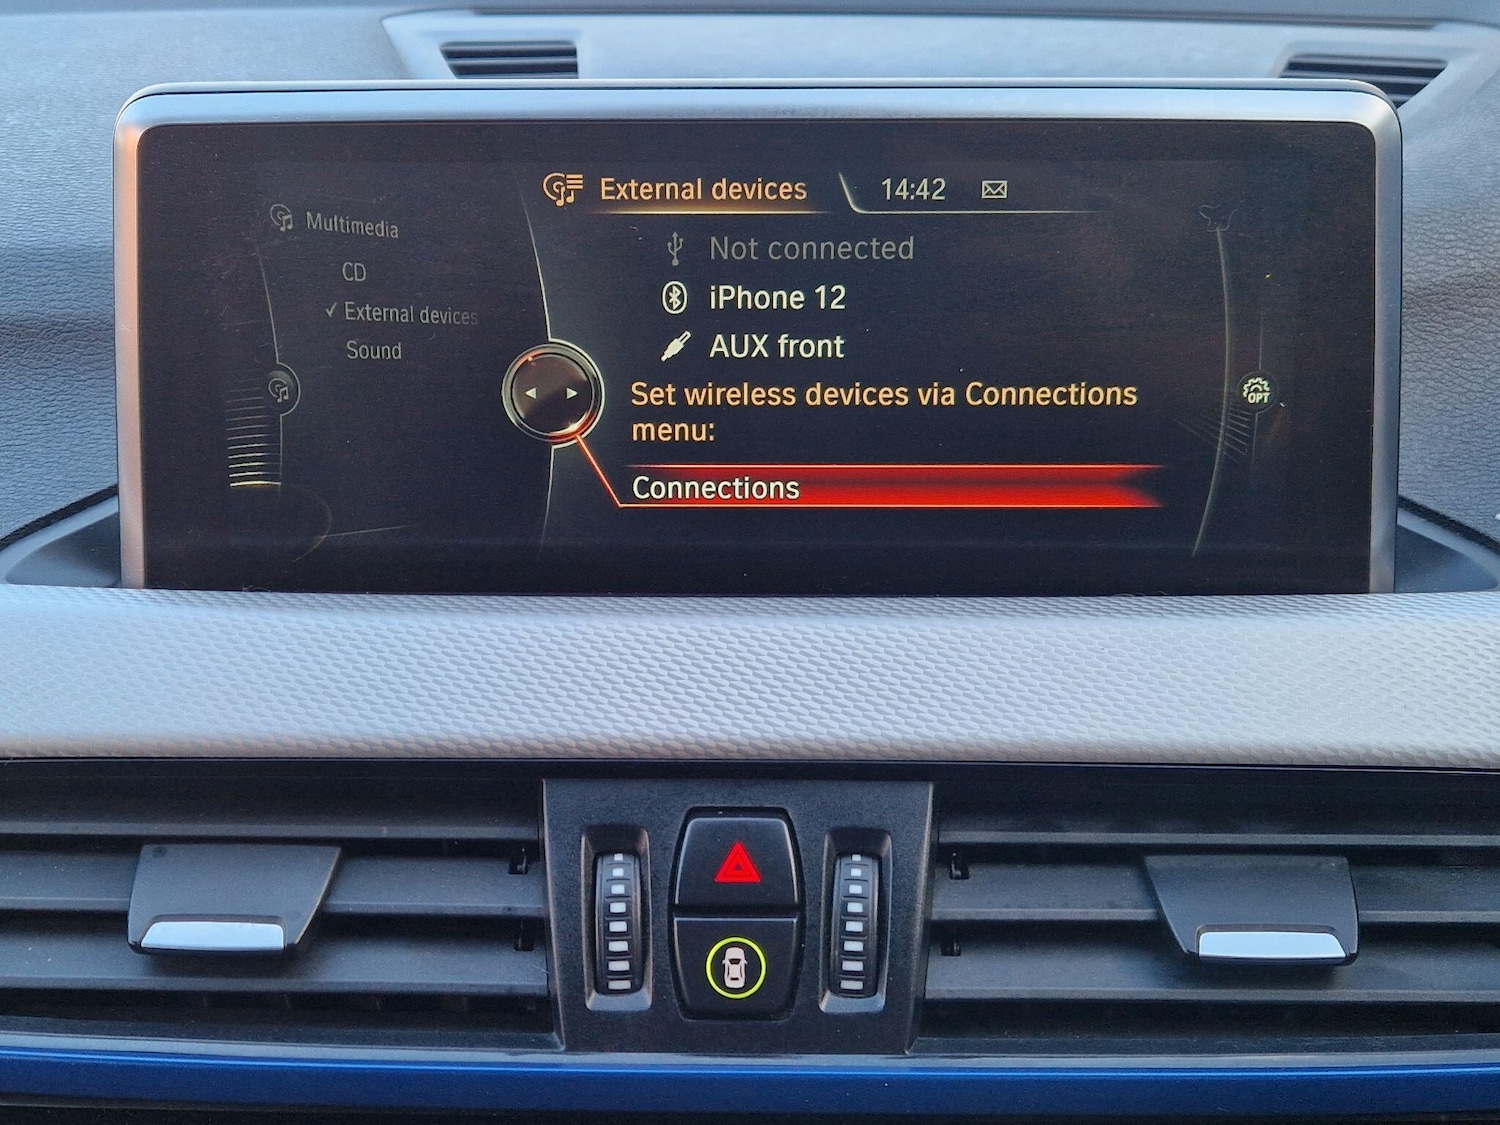 External devices 14:42
Multimedia
CD
✓ External devices
Sound
Not connected
iPhone 12
AUX front
Set wireless devices via Connections
menu:
Connections
OPT